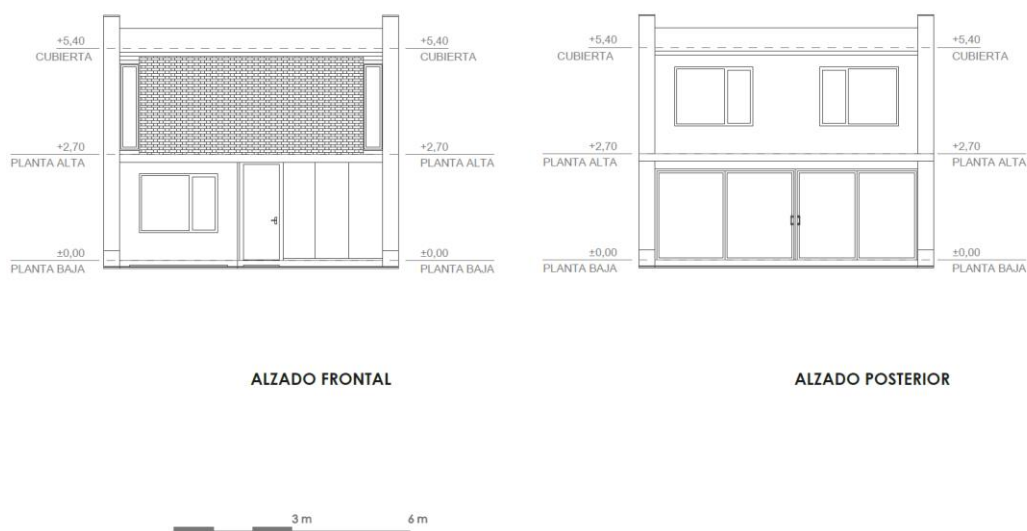 +5,40
CUBIERTA
+5,40
CUBIERTA
+2,70
PLANTA ALTA
+2,70
PLANTA ALTA
±0,00
PLANTA BAJA
±0,00
PLANTA BAJA
ALZADO FRONTAL
+5,40
CUBIERTA
+5,40
CUBIERTA
+2,70
PLANTA ALTA
+2,70
PLANTA ALTA
±0,00
PLANTA BAJA
±0,00
PLANTA BAJA
ALZADO POSTERIOR
3 m 6 m